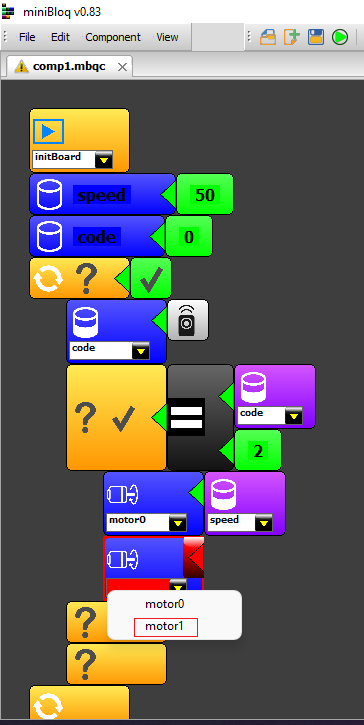 miniBloq v0.83
File Edit Component View
comp1.mbqc
initBoard
speed 50
code 0
?
code
? = code
2
motor0 speed
motor0
motor1
?
?